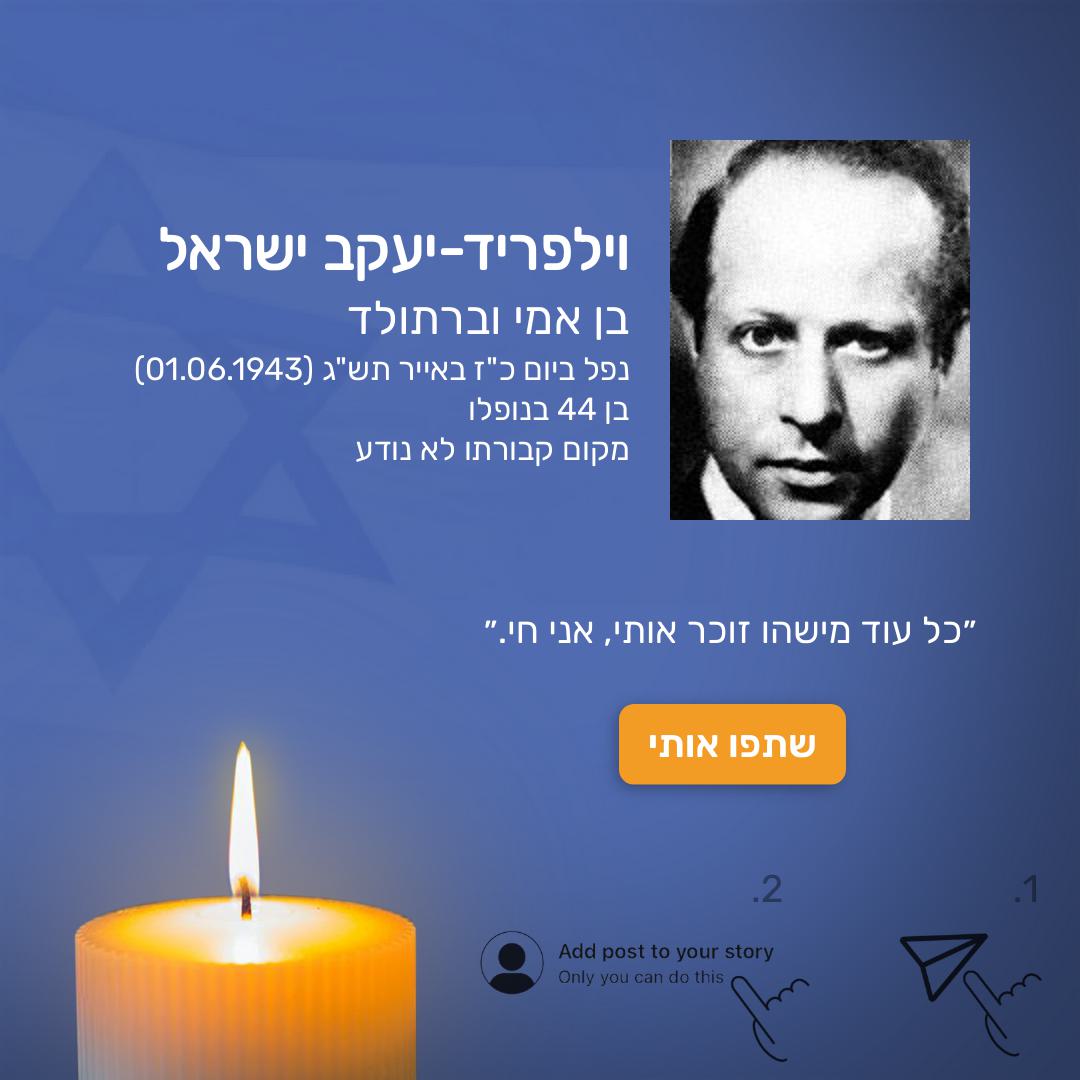 וילפריד-יעקב ישראל
בן אמי וברתולד
נפל ביום כ"ז באייר תש"ג (01.06.1943)
בן 44 בנופלו
מקום קבורתו לא נודע
״כל עוד מישהו זוכר אותי, אני חי.״
שתפו אותי
.1
.2
Add post to your story
Only you can do this